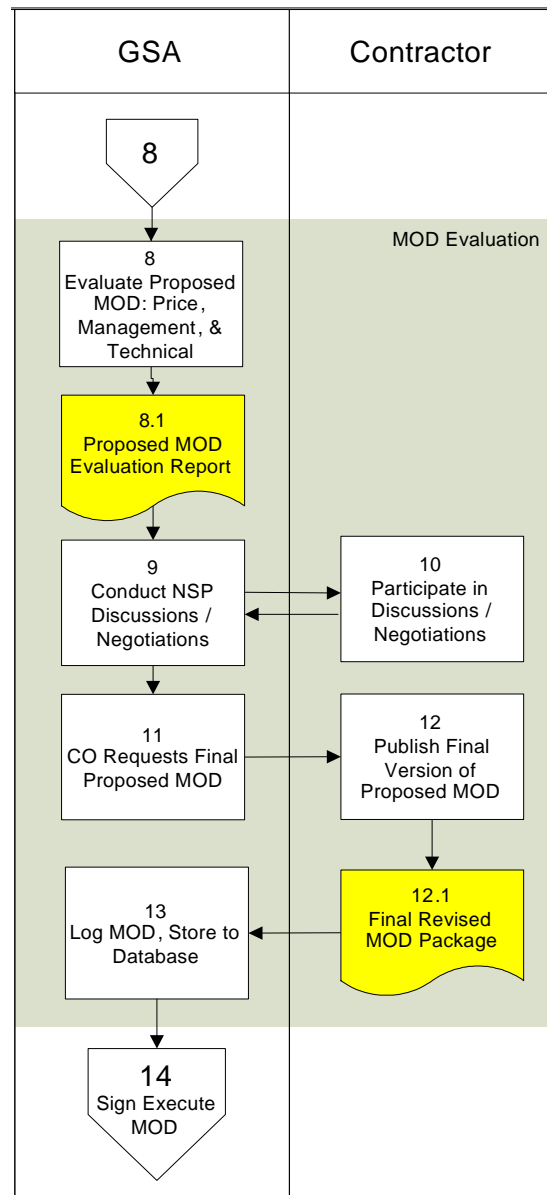 GSA
Contractor
8
MOD Evaluation
8
Evaluate Proposed
MOD: Price,
Management, &
Technical
8.1
Proposed MOD
Evaluation Report
9
Conduct NSP
Discussions /
Negotiations
10
Participate in
Discussions /
Negotiations
11
CO Requests Final
Proposed MOD
12
Publish Final
Version of
Proposed MOD
12.1
Final Revised
MOD Package
13
Log MOD, Store to
Database
14
Sign Execute
MOD